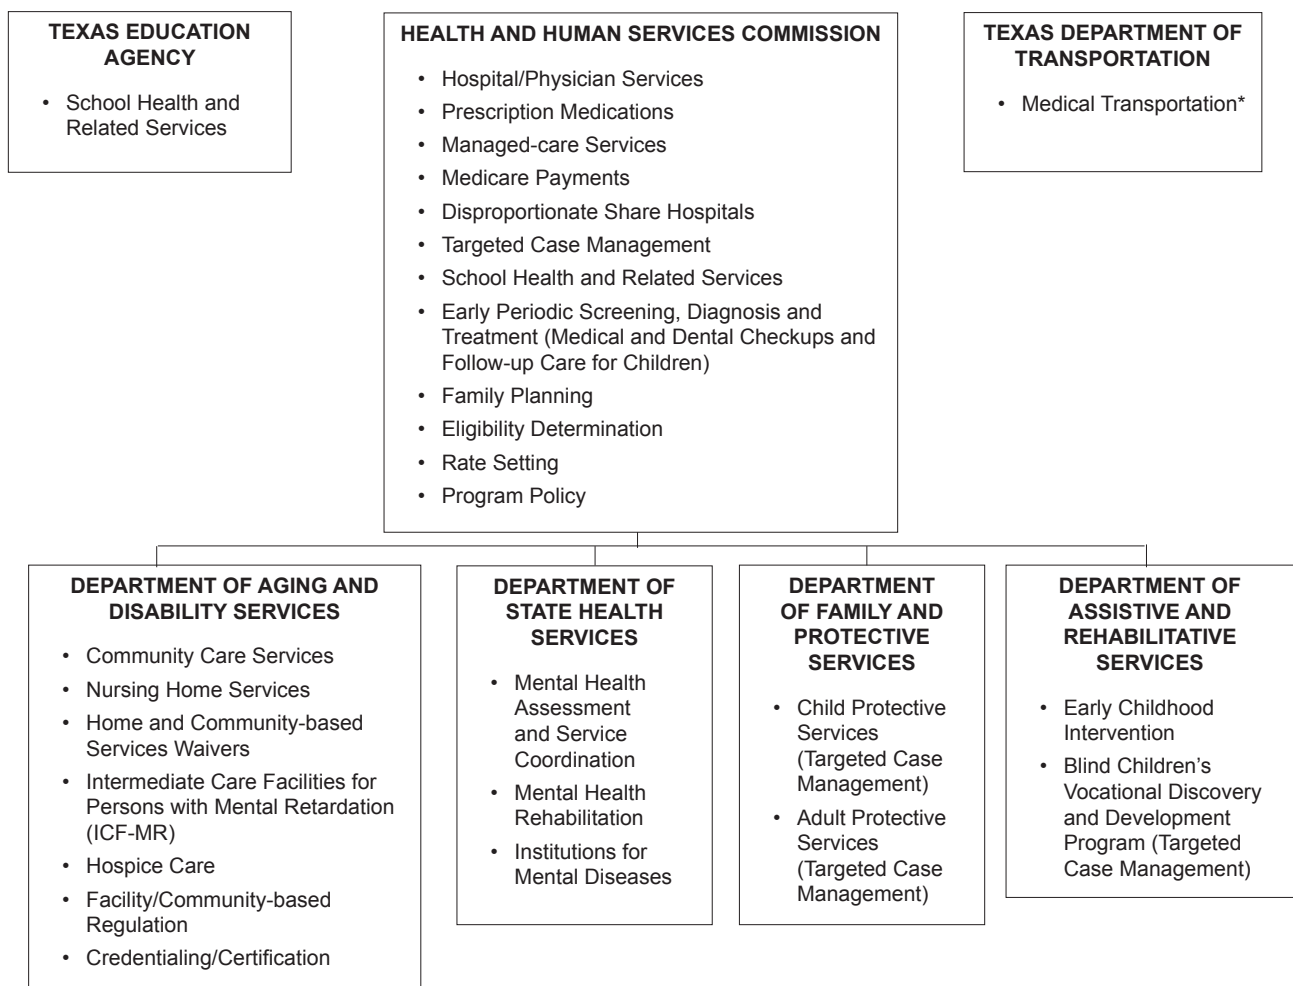 TEXAS EDUCATION
AGENCY
• School Health and
Related Services
HEALTH AND HUMAN SERVICES COMMISSION
• Hospital/Physician Services
• Prescription Medications
• Managed-care Services
• Medicare Payments
• Disproportionate Share Hospitals
• Targeted Case Management
• School Health and Related Services
• Early Periodic Screening, Diagnosis and
Treatment (Medical and Dental Checkups and
Follow-up Care for Children)
• Family Planning
• Eligibility Determination
• Rate Setting
• Program Policy
TEXAS DEPARTMENT OF
TRANSPORTATION
• Medical Transportation*
DEPARTMENT OF AGING AND
DISABILITY SERVICES
• Community Care Services
• Nursing Home Services
• Home and Community-based
Services Waivers
• Intermediate Care Facilities for
Persons with Mental Retardation
(ICF-MR)
• Hospice Care
• Facility/Community-based
Regulation
• Credentialing/Certification
DEPARTMENT OF
STATE HEALTH
SERVICES
• Mental Health
Assessment
and Service
Coordination
• Mental Health
Rehabilitation
• Institutions for
Mental Diseases
DEPARTMENT
OF FAMILY AND
PROTECTIVE
SERVICES
• Child Protective
Services
(Targeted Case
Management)
• Adult Protective
Services
(Targeted Case
Management)
DEPARTMENT OF
ASSISTIVE AND
REHABILITATIVE
SERVICES
• Early Childhood
Intervention
• Blind Children’s
Vocational Discovery
and Development
Program (Targeted
Case Management)